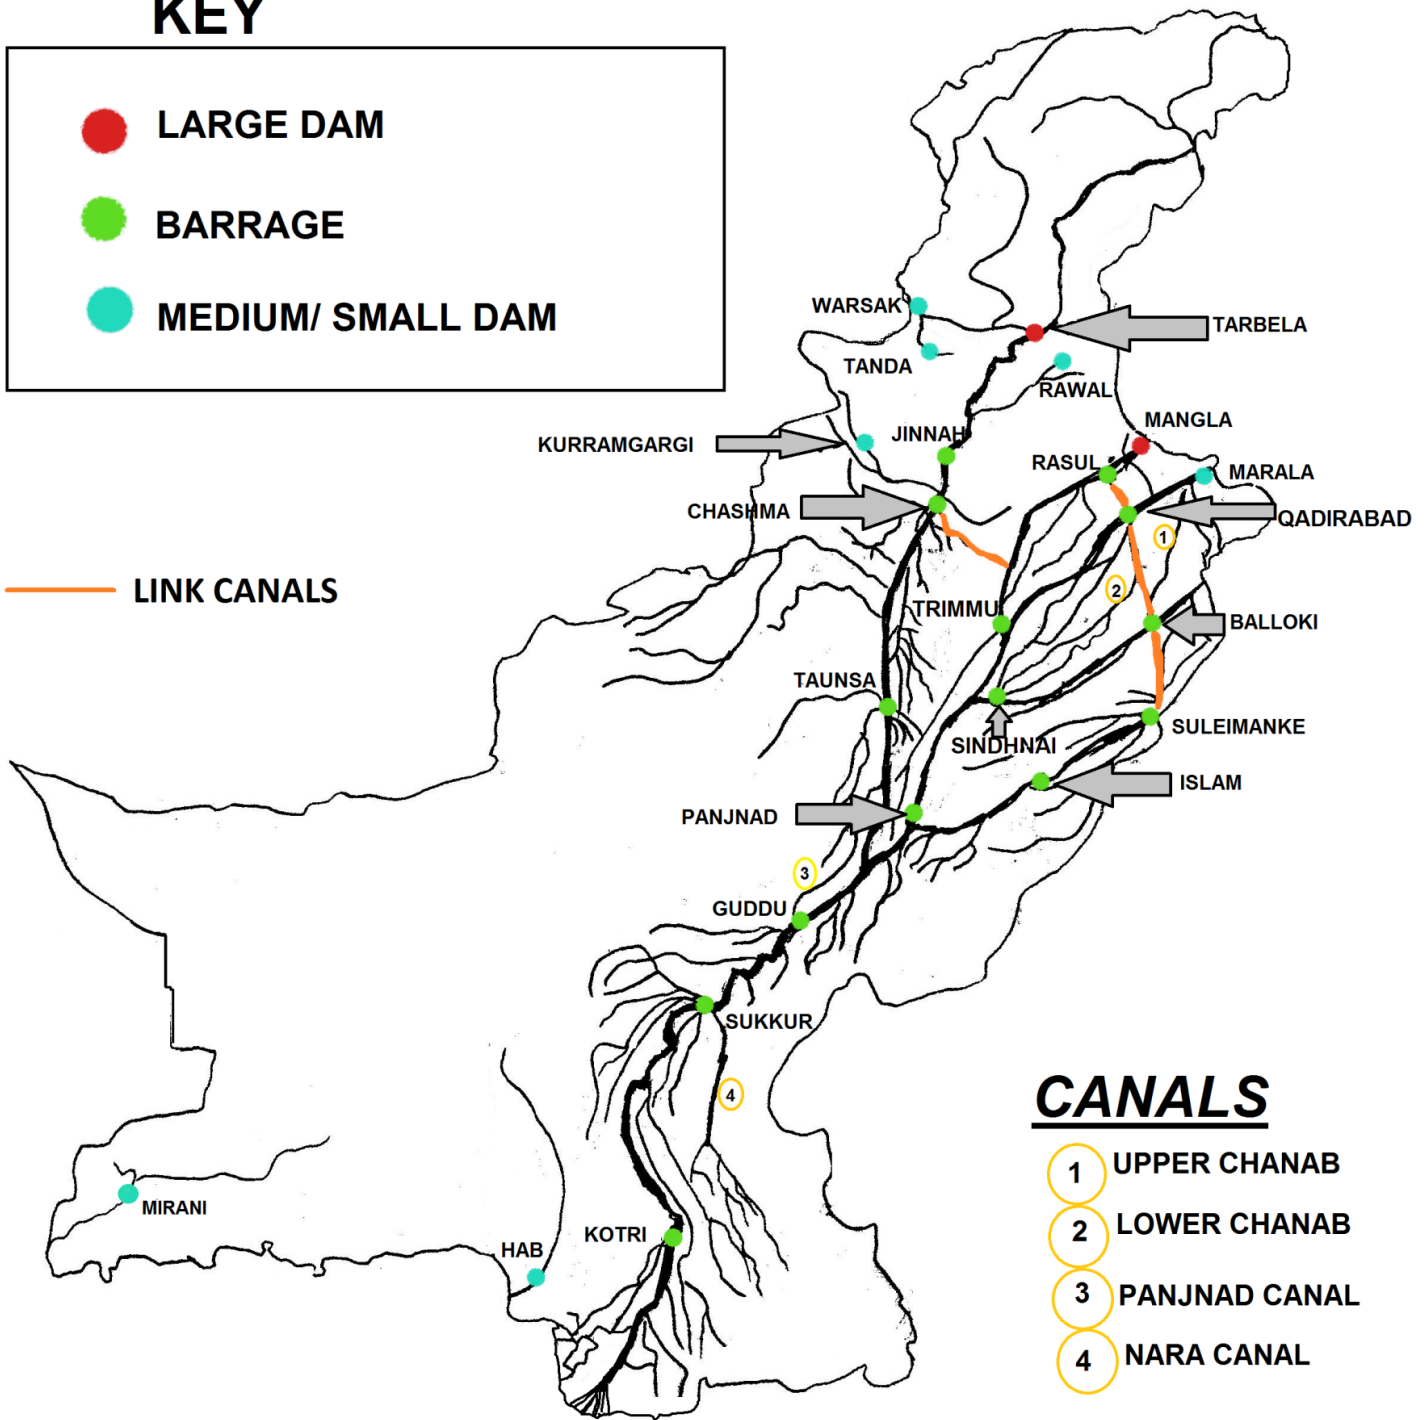 KEY
LARGE DAM
BARRAGE
MEDIUM/ SMALL DAM
LINK CANALS
WARSAK
TARBELA
TANDA
RAWAL
MANGLA
KURRAMGARGI
JINNAH
RASUL
MARALA
CHASHMA
QADIRABAD
1
2
TRIMMU
BALLOKI
TAUNSA
SULEIMANKE
SINDHNAI
ISLAM
PANJNAD
3
GUDDU
SUKKUR
4
MIRANI
KOTRI
HAB
CANALS
1 UPPER CHANAB
2 LOWER CHANAB
3 PANJNAD CANAL
4 NARA CANAL